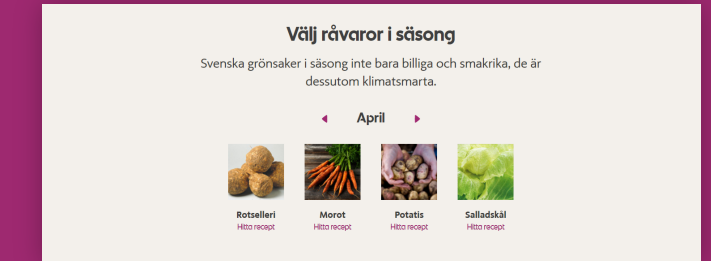 Välj råvaror i säsong
Svenska grönsaker i säsong inte bara billiga och smakrika, de är
dessutom klimatsmarta.
April
Rotselleri Morot Potatis Salladskål
Hitta recept Hitta recept Hitta recept Hitta recept